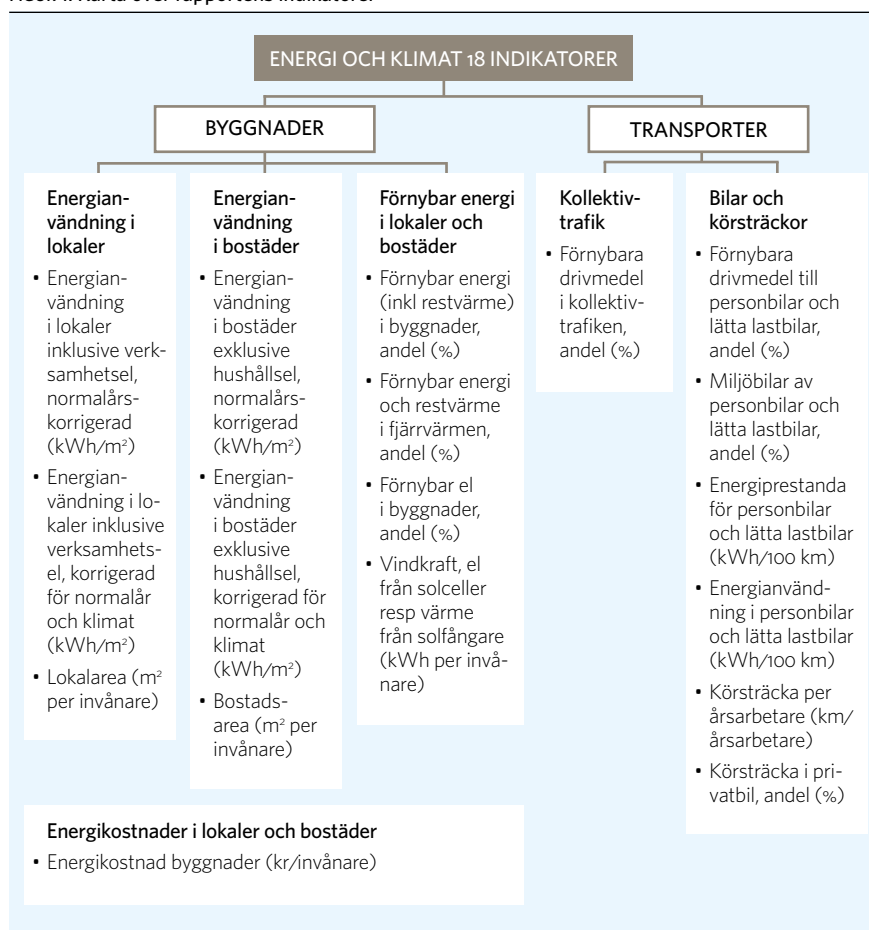 ENERGI OCH KLIMAT 18 INDIKATORER
BYGGNADER
Energian-
vändning i
lokaler
• Energian-
vändning
i lokaler
inklusive verk-
samhetsel,
normalårs-
korrigerad
(kWh/m²)
• Energian-
vändning i lo-
kaler inklusive
verksamhets-
el, korrigerad
för normalår
och klimat
(kWh/m²)
• Lokalarea (m²
per invånare)
Energian-
vändning
i bostäder
• Energian-
vändning
i bostäder
exklusive
hushållsel,
normalårs-
korrigerad
(kWh/m²)
• Energian-
vändning
i bostäder
exklusive
hushållsel,
korrigerad för
normalår och
klimat
(kWh/m²)
• Bostads-
area (m² per
invånare)
Förnybar energi
i lokaler och
bostäder
• Förnybar energi
(inkl restvärme)
i byggnader,
andel (%)
• Förnybar energi
och restvärme
i fjärrvärmen,
andel (%)
• Förnybar el
i byggnader,
andel (%)
• Vindkraft, el
från solceller
resp värme
från solfångare
(kWh per invå-
nare)
Energikostnader i lokaler och bostäder
• Energikostnad byggnader (kr/invånare)
TRANSPORTER
Kollektiv-
trafik
• Förnybara
drivmedel
i kollektiv-
trafiken,
andel (%)
Bilar och
körsträckor
• Förnybara
drivmedel till
personbilar och
lätta lastbilar,
andel (%)
• Miljöbilar av
personbilar och
lätta lastbilar,
andel (%)
• Energiprestanda
för personbilar
och lätta lastbilar
(kWh/100 km)
• Energianvänd-
ning i personbilar
och lätta lastbilar
(kWh/100 km)
• Körsträcka per
årsarbetare (km/
årsarbetare)
• Körsträcka i pri-
vatbil, andel (%)